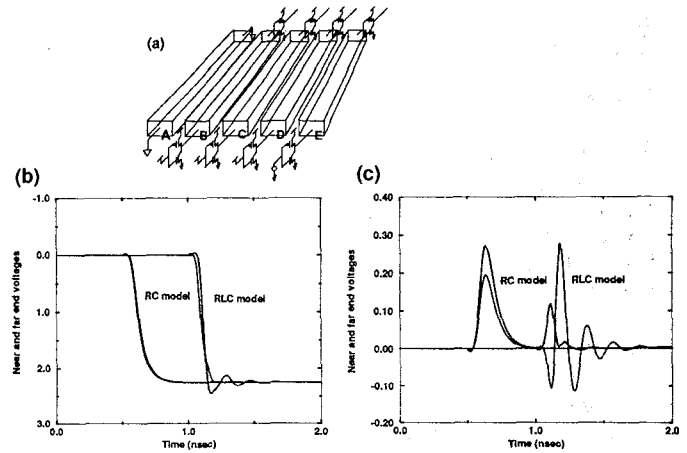 (a)
A B C D E
(b)
Near and far end voltages
-1.0
0.0
1.0
2.0
3.0
RC model
RLC model
0.0 1.0 2.0
Time (nsec)
(c)
Near and far end voltages
0.40
0.30
0.20
0.10
0.00
-0.10
-0.20
RC model
RLC model
0.0 1.0 2.0
Time (nsec)